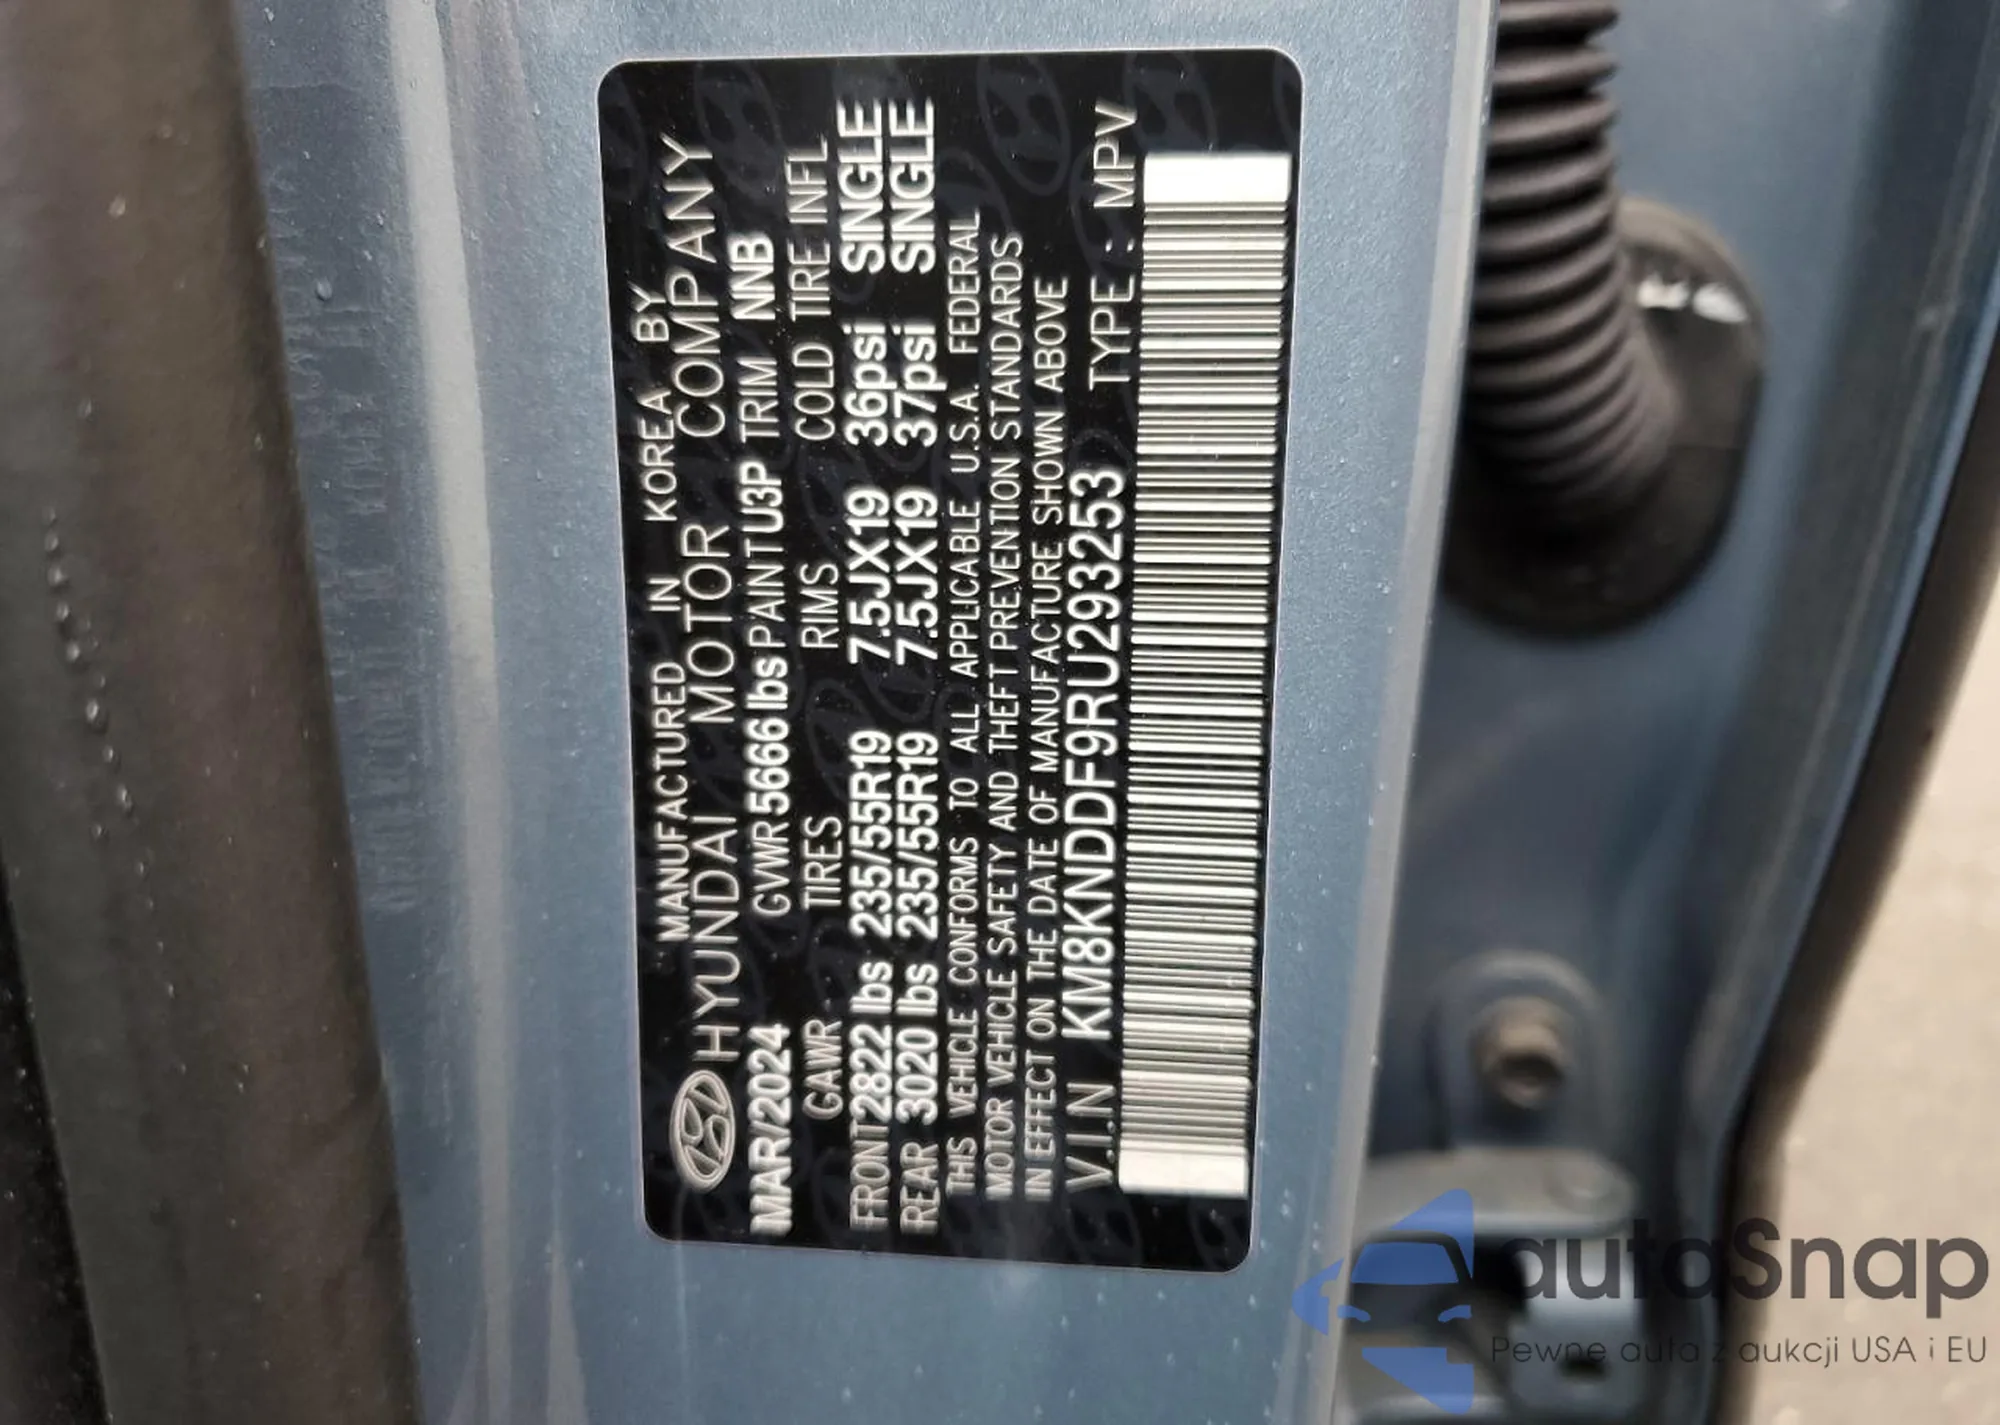 MANUFACTURED IN KOREA BY
HYUNDAI MOTOR COMPANY
MAR/2024 GVWR 5666 lbs PAINT U3P TRIM NNB
GAWR TIRES RIMS COLD TIRE INFL
FRONT 2822 lbs 235/55R19 7.5JX19 36psi SINGLE
REAR 3020 lbs 235/55R19 7.5JX19 37psi SINGLE
THIS VEHICLE CONFORMS TO ALL APPLICABLE U.S.A. FEDERAL
MOTOR VEHICLE SAFETY AND THEFT PREVENTION STANDARDS
IN EFFECT ON THE DATE OF MANUFACTURE SHOWN ABOVE
V.I.N KM8KNDDF9RU293253 TYPE : MPV
autoSnap
Pewne auta z aukcji USA i EU